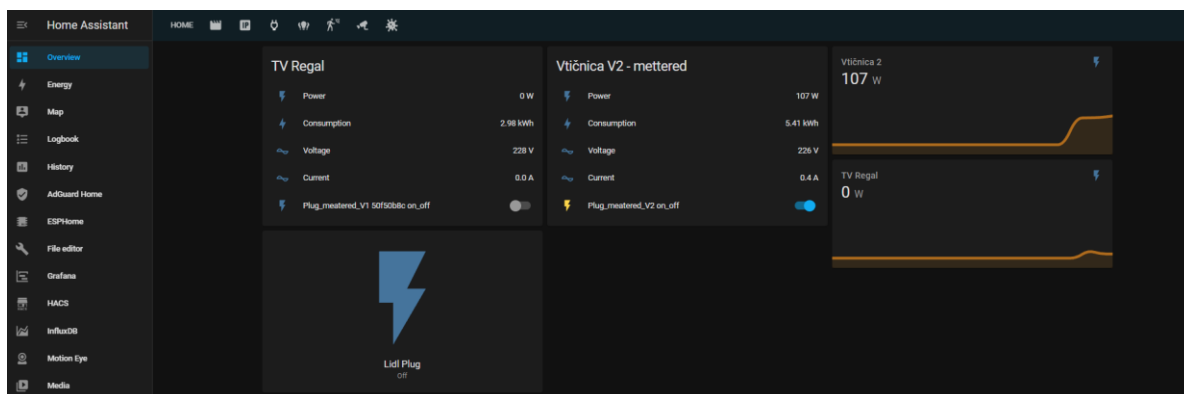 Home Assistant
HOME
IP
Overview
Energy
Map
Logbook
History
AdGuard Home
ESPHome
File editor
Grafana
HACS
InfluxDB
Motion Eye
Media
TV Regal
Power 0 W
Consumption 2.98 kWh
Voltage 228 V
Current 0.0 A
Plug_meatered_V1 50f50b8c on_off
Lidl Plug
Off
Vtičnica V2 - mettered
Power 107 W
Consumption 5.41 kWh
Voltage 226 V
Current 0.4 A
Plug_meatered_V2 on_off
Vtičnica 2
107 W
TV Regal
0 W